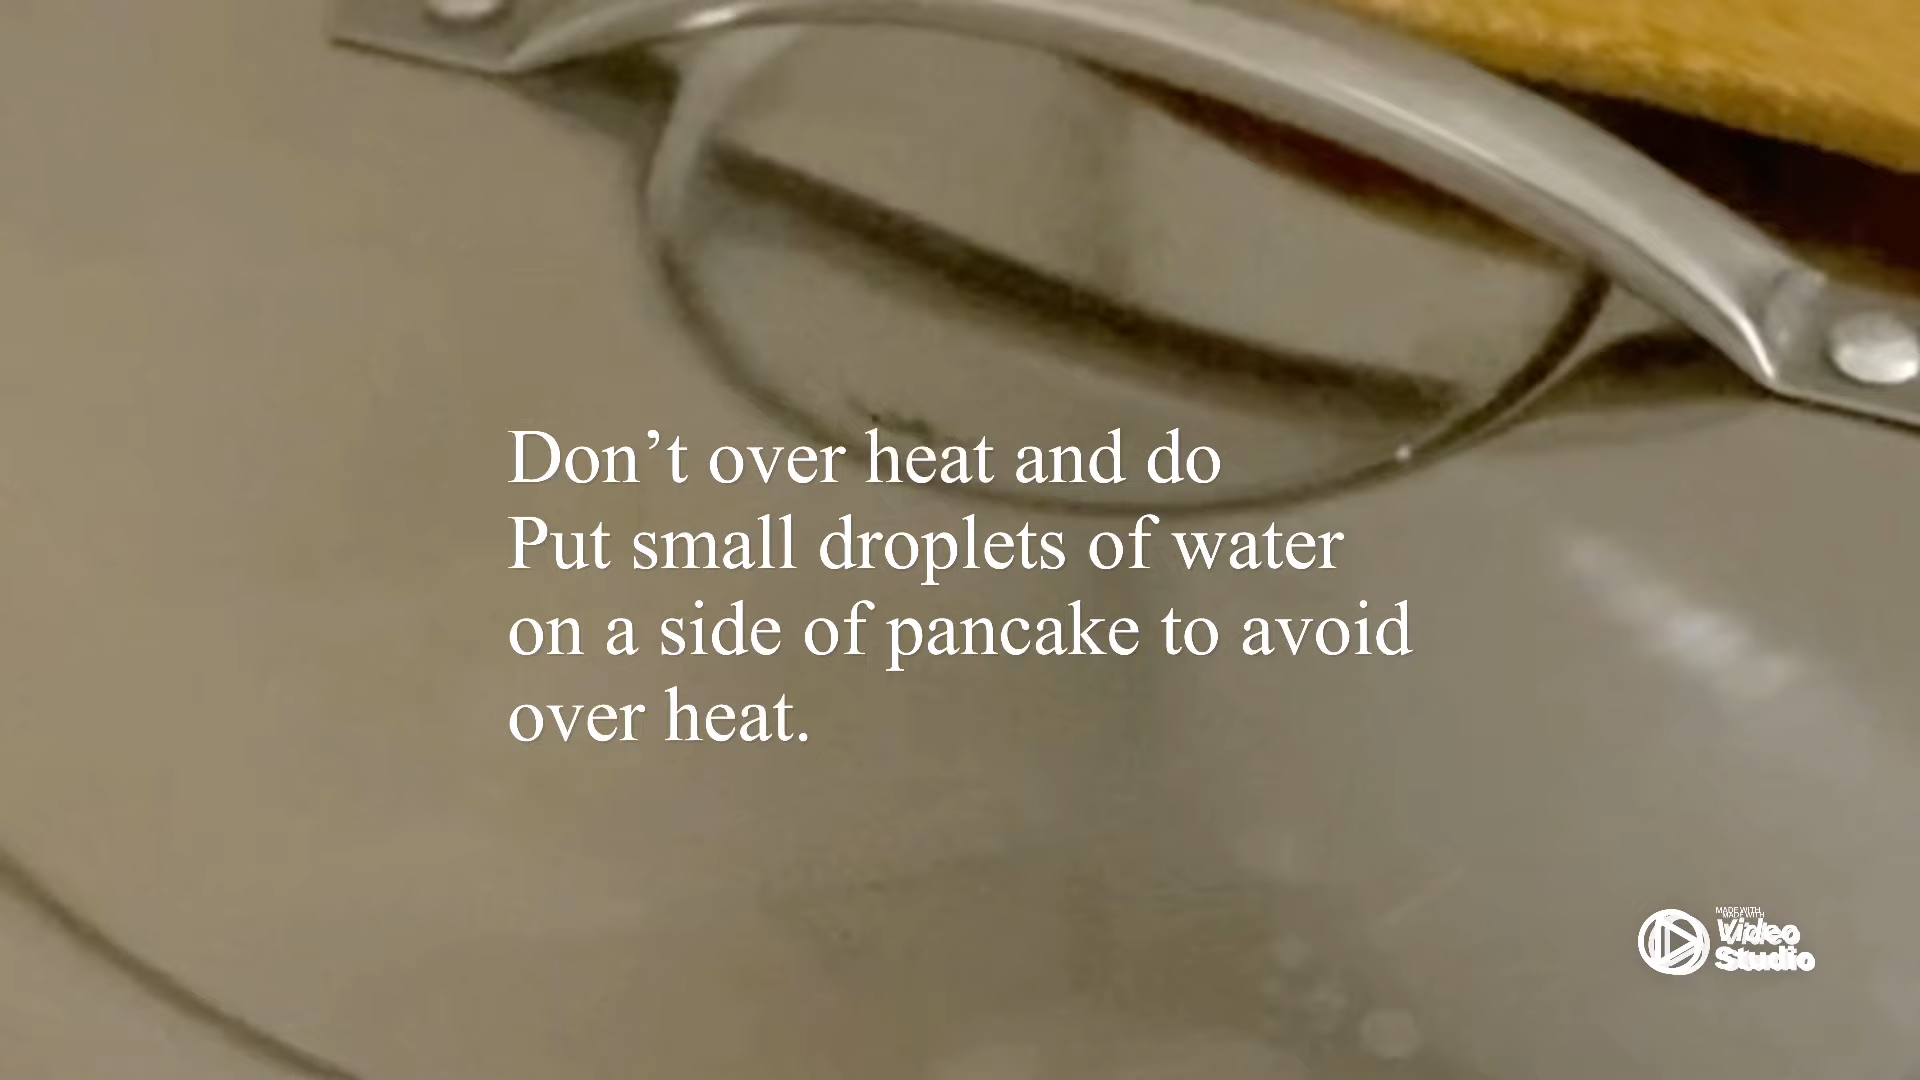 Don’t over heat and do
Put small droplets of water
on a side of pancake to avoid
over heat.
MADE WITH
Video
Studio